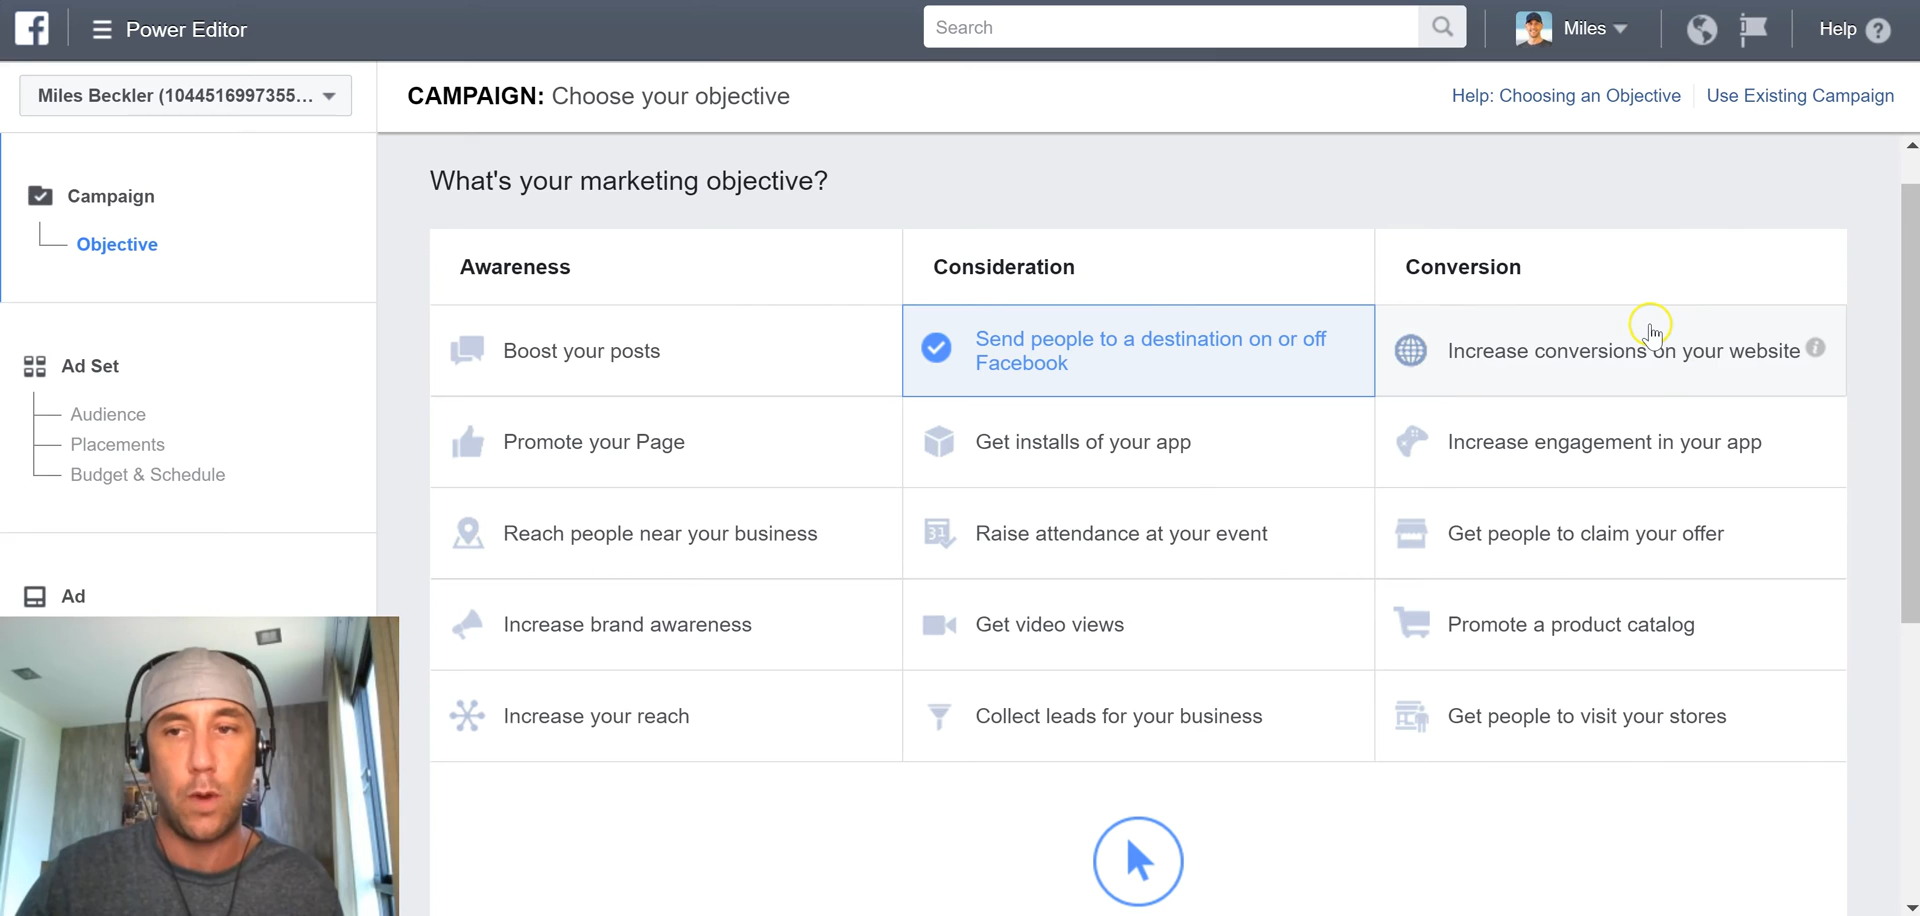 f
Power Editor
Search
Miles
Help ?
Miles Beckler (1044516997355...
CAMPAIGN: Choose your objective
Help: Choosing an Objective
Use Existing Campaign
Campaign
Objective
Ad Set
Audience
Placements
Budget & Schedule
Ad
What's your marketing objective?
Awareness
Consideration
Conversion
Boost your posts
Send people to a destination on or off
Facebook
Increase conversions on your website i
Promote your Page
Get installs of your app
Increase engagement in your app
Reach people near your business
31
Raise attendance at your event
Get people to claim your offer
Increase brand awareness
Get video views
Promote a product catalog
Increase your reach
Collect leads for your business
Get people to visit your stores